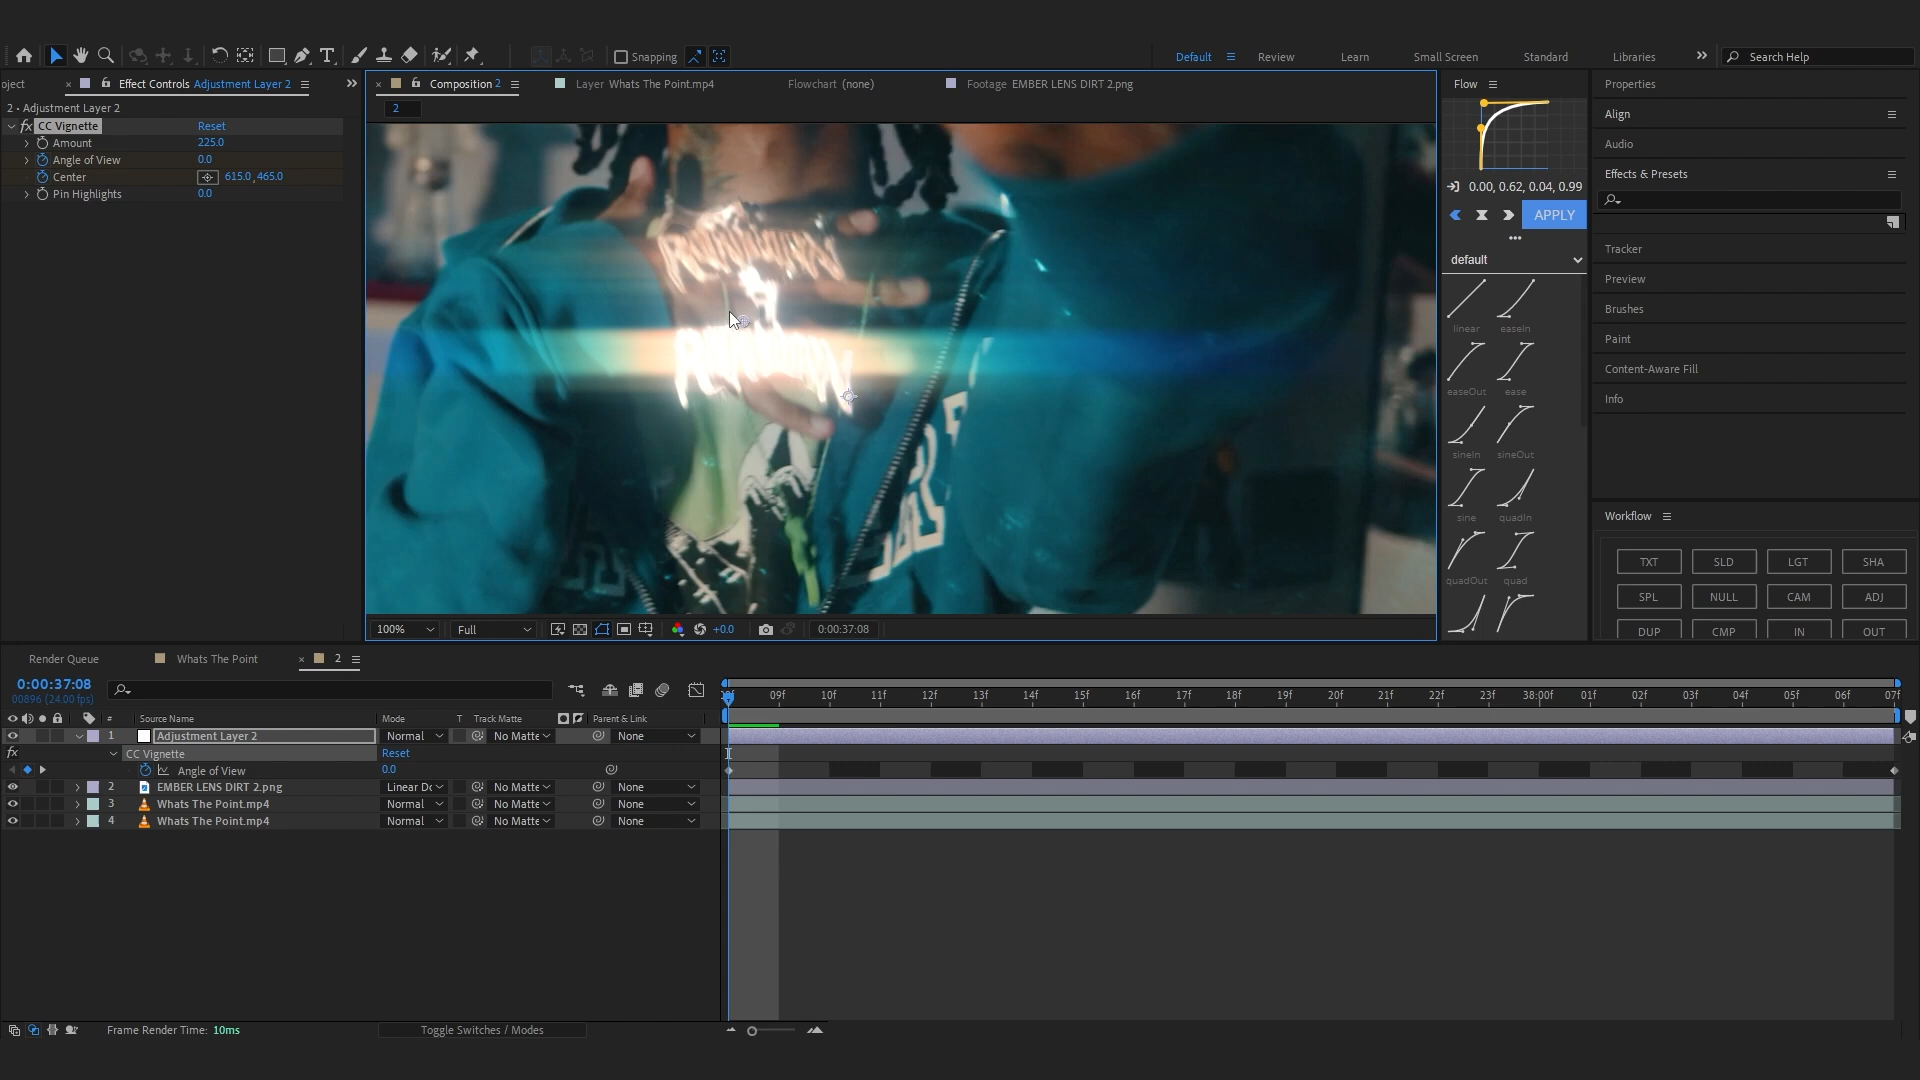 Snapping
Default
Review
Learn
Small Screen
Standard
Libraries
Search Help
oject
Effect Controls Adjustment Layer 2
Composition 2
Layer Whats The Point.mp4
Flowchart (none)
Footage EMBER LENS DIRT 2.png
Flow
Properties
2 • Adjustment Layer 2
2
fx CC Vignette Reset
Amount 225.0
Angle of View 0.0
Center 615.0,465.0
Pin Highlights 0.0
0.00, 0.62, 0.04, 0.99
APPLY
default
linear easeIn
easeOut ease
sineIn sineOut
sine quadIn
quadOut quad
Align
Audio
Effects & Presets
Tracker
Preview
Brushes
Paint
Content-Aware Fill
Info
Workflow
TXT SLD LGT SHA
SPL NULL CAM ADJ
DUP CMP IN OUT
100% Full +0.0 0:00:37:08
Render Queue
Whats The Point
2
0:00:37:08
00896 (24.00 fps)
09f 10f 11f 12f 13f 14f 15f 16f 17f 18f 19f 20f 21f 22f 23f 38:00f 01f 02f 03f 04f 05f 06f 07f
# Source Name Mode T Track Matte Parent & Link
1 Adjustment Layer 2 Normal No Matte None
fx CC Vignette Reset
Angle of View 0.0
2 EMBER LENS DIRT 2.png Linear Dc No Matte None
3 Whats The Point.mp4 Normal No Matte None
4 Whats The Point.mp4 Normal No Matte None
Frame Render Time: 10ms
Toggle Switches / Modes